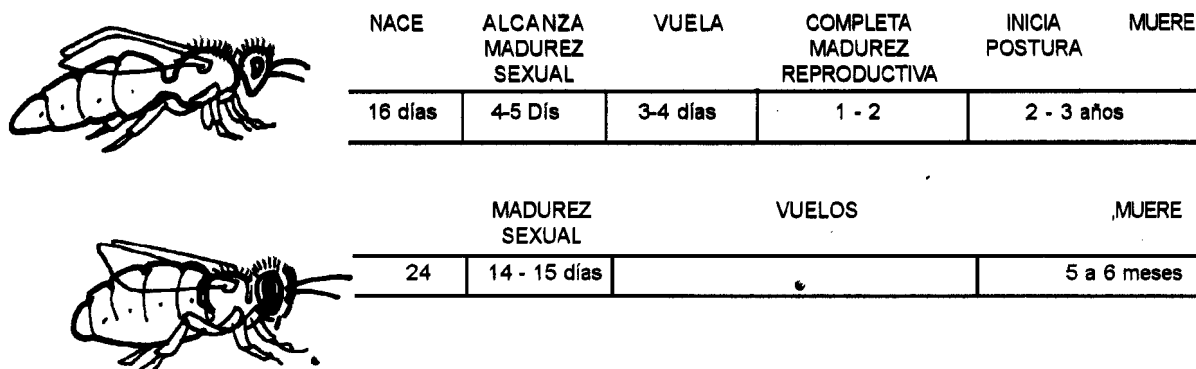 NACE ALCANZA VUELA COMPLETA INICIA MUERE
MADUREZ MADUREZ POSTURA
SEXUAL REPRODUCTIVA
16 días 4-5 Dís 3-4 días 1 - 2 2 - 3 años
MADUREZ VUELOS MUERE
SEXUAL
24 14 - 15 días 5 a 6 meses